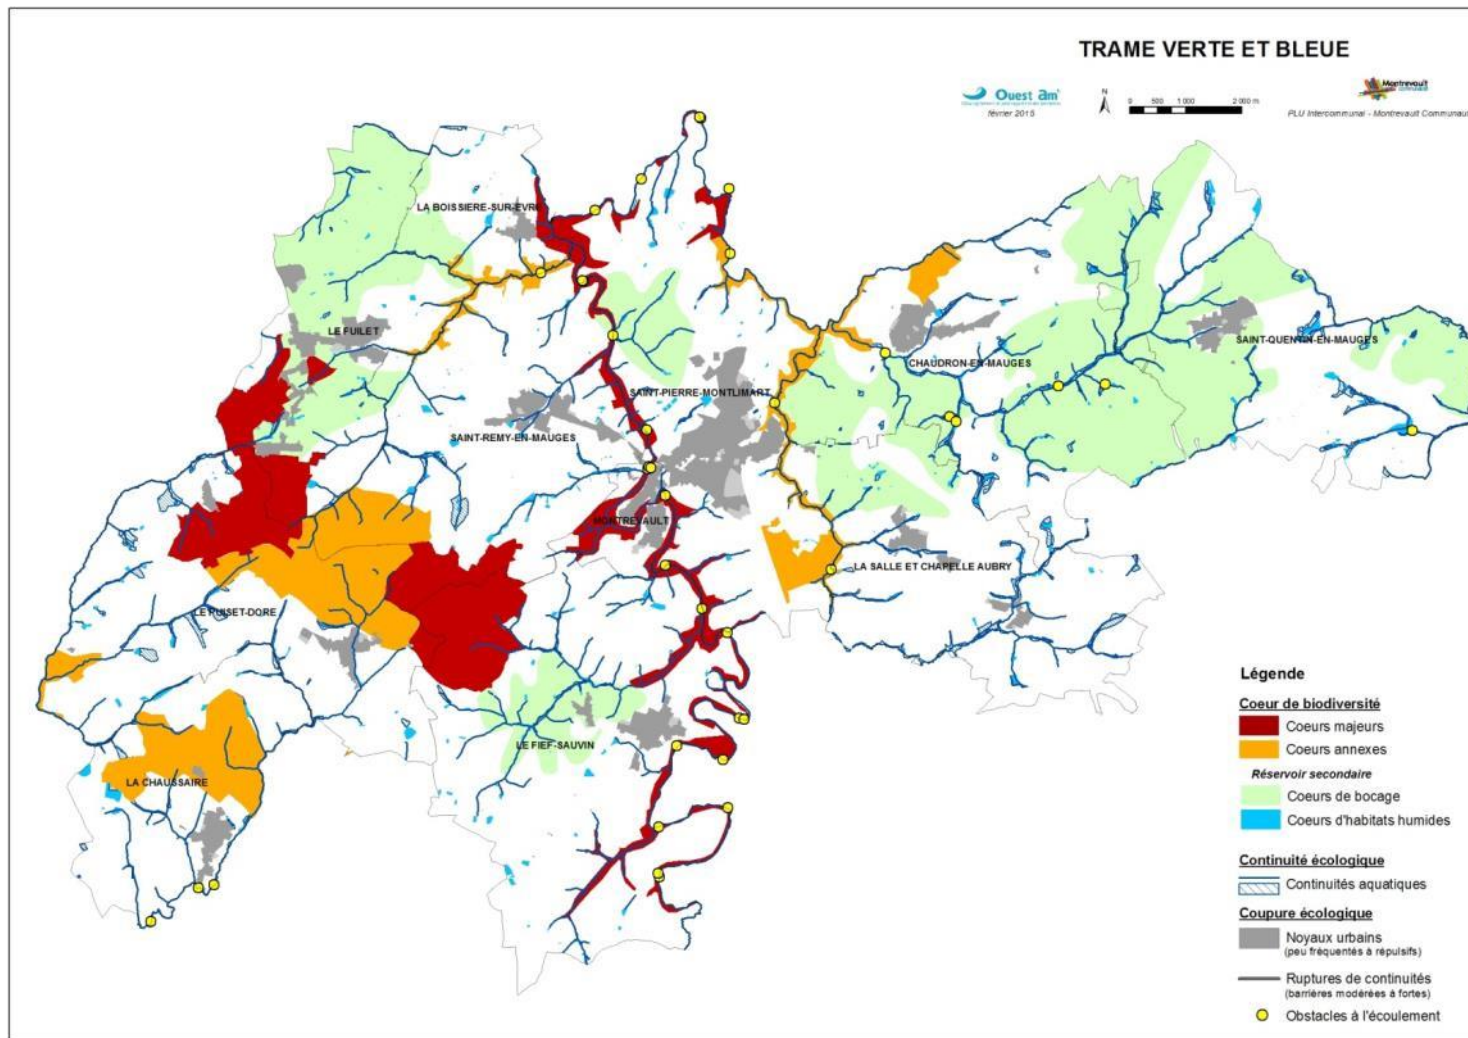 TRAME VERTE ET BLEUE
Ouest am'
février 2015
N
0 500 1 000 2 000 m
Montrevault
communauté
PLU Intercommunal - Montrevault Communau
LA BOISSIERE-SUR-EVRE
LE FUILET
SAINT-QUENTIN-EN-MAUGES
CHAUDRON-EN-MAUGES
SAINT-PIERRE-MONTLIMART
SAINT-REMY-EN-MAUGES
MONTREVAULT
LA SALLE ET CHAPELLE AUBRY
LE PUISET-DORE
LE FIEF-SAUVIN
LA CHAUSSAIRE
Légende
Coeur de biodiversité
Coeurs majeurs
Coeurs annexes
Réservoir secondaire
Coeurs de bocage
Coeurs d'habitats humides
Continuité écologique
Continuités aquatiques
Coupure écologique
Noyaux urbains
(peu fréquentés à répulsifs)
Ruptures de continuités
(barrières modérées à fortes)
Obstacles à l'écoulement